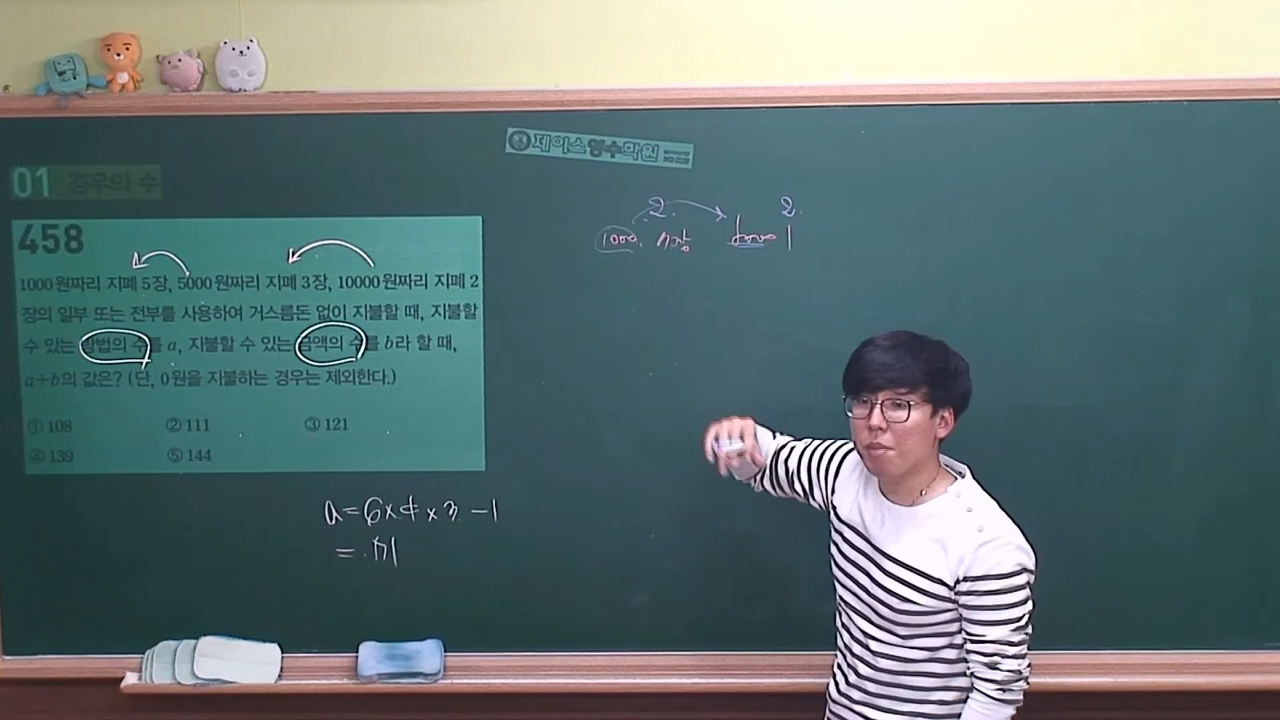 제이스영수학원
01 경우의 수
2. 2.
1000. 1
458
1000원짜리 지폐 5장, 5000원짜리 지폐 3장, 10000원짜리 지폐 2
장의 일부 또는 전부를 사용하여 거스름돈 없이 지불할 때, 지불할
수 있는 방법의 수를 a, 지불할 수 있는 금액의 수를 b라 할 때,
a+b의 값은? (단, 0원을 지불하는 경우는 제외한다.)
① 108 ② 111 ③ 121
④ 139 ⑤ 144
a=6×4×3-1
=71